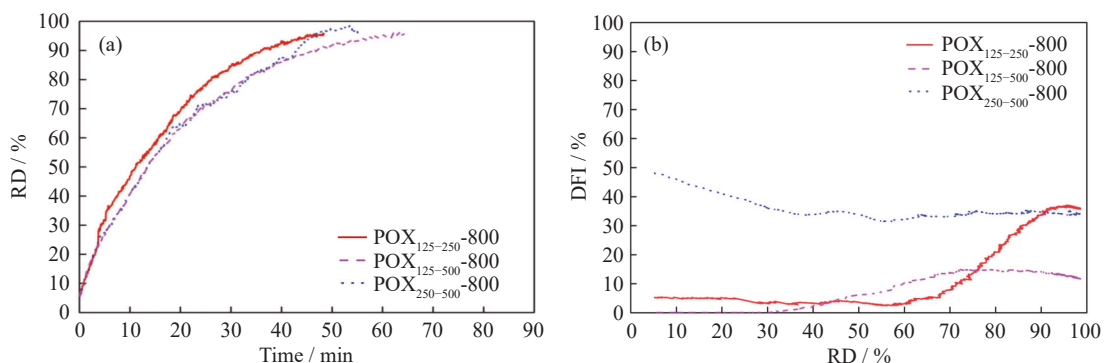 (a)
RD / %
100
90
80
70
60
50
40
30
20
10
0
POX125−250-800
POX125−500-800
POX250−500-800
0 10 20 30 40 50 60 70 80 90
Time / min
(b)
DFI / %
100
90
80
70
60
50
40
30
20
10
0
POX125−250-800
POX125−500-800
POX250−500-800
0 10 20 30 40 50 60 70 80 90 100
RD / %